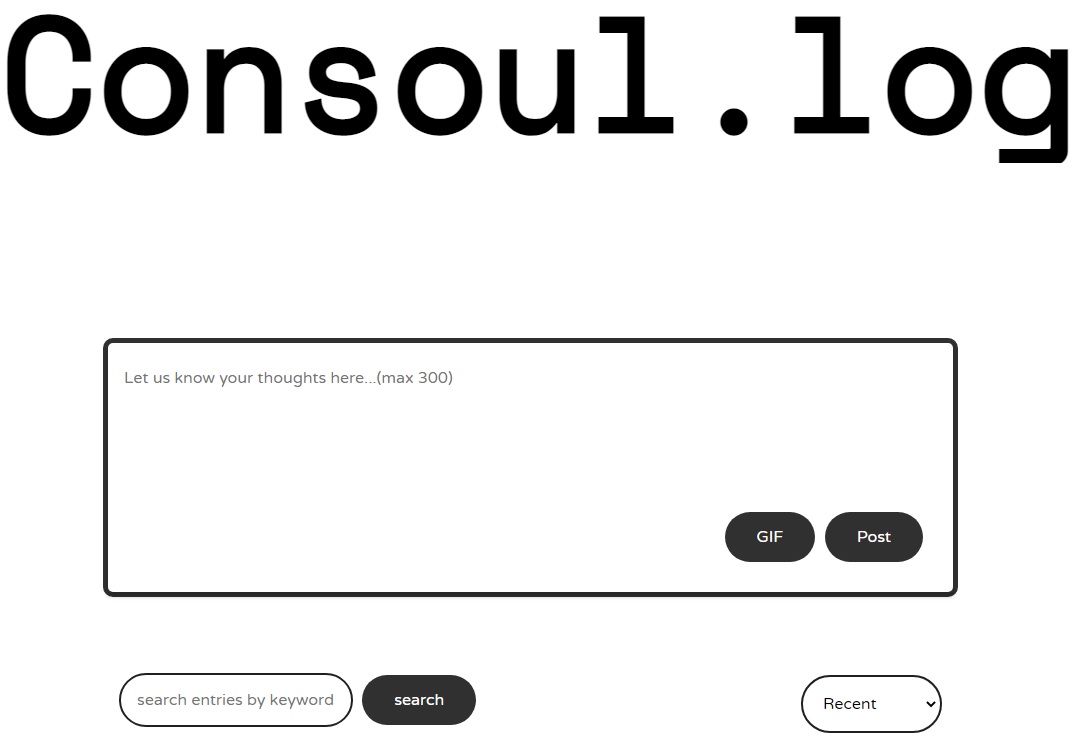 Consoul.log
Let us know your thoughts here...(max 300)
GIF Post
search entries by keyword search Recent